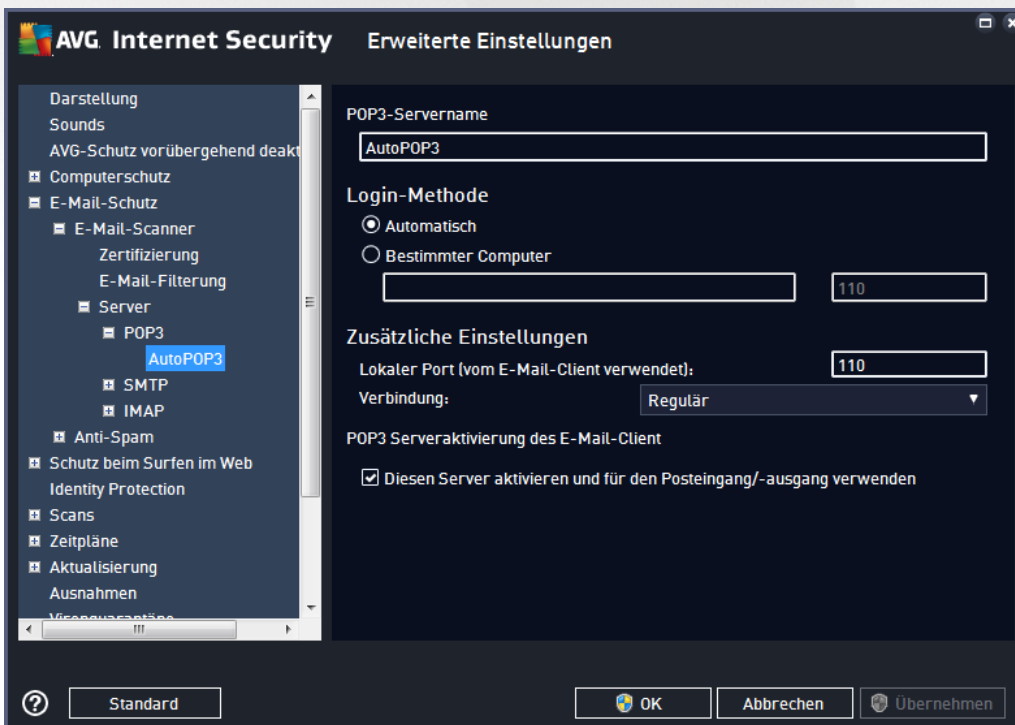 AVG. Internet Security Erweiterte Einstellungen
Darstellung
Sounds
AVG-Schutz vorübergehend deakt
Computerschutz
E-Mail-Schutz
E-Mail-Scanner
Zertifizierung
E-Mail-Filterung
Server
POP3
AutoPOP3
SMTP
IMAP
Anti-Spam
Schutz beim Surfen im Web
Identity Protection
Scans
Zeitpläne
Aktualisierung
Ausnahmen
Virenquarantäne
POP3-Servername
AutoPOP3
Login-Methode
Automatisch
Bestimmter Computer
110
Zusätzliche Einstellungen
Lokaler Port (vom E-Mail-Client verwendet): 110
Verbindung: Regulär
POP3 Serveraktivierung des E-Mail-Client
Diesen Server aktivieren und für den Posteingang/-ausgang verwenden
? Standard OK Abbrechen Übernehmen